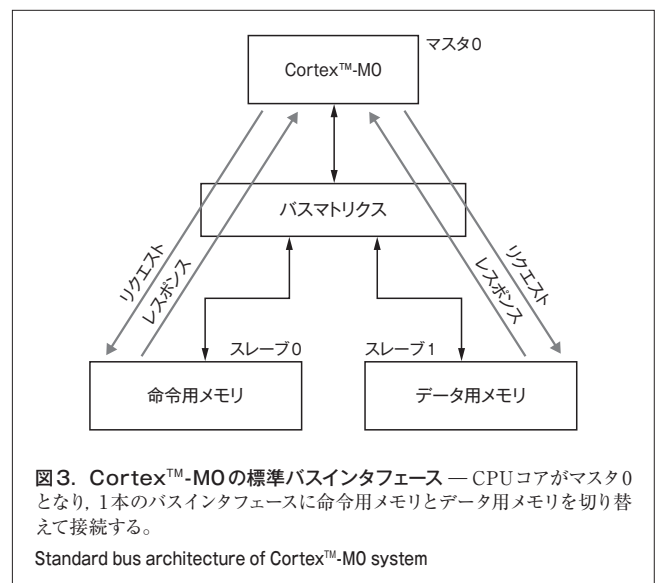 マスタ0
Cortex™-M0
バスマトリクス
リクエスト
レスポンス
レスポンス
リクエスト
スレーブ0
スレーブ1
命令用メモリ
データ用メモリ
図3. Cortex™-M0の標準バスインタフェース — CPUコアがマスタ0
となり，1本のバスインタフェースに命令用メモリとデータ用メモリを切り替
えて接続する。
Standard bus architecture of Cortex™-M0 system